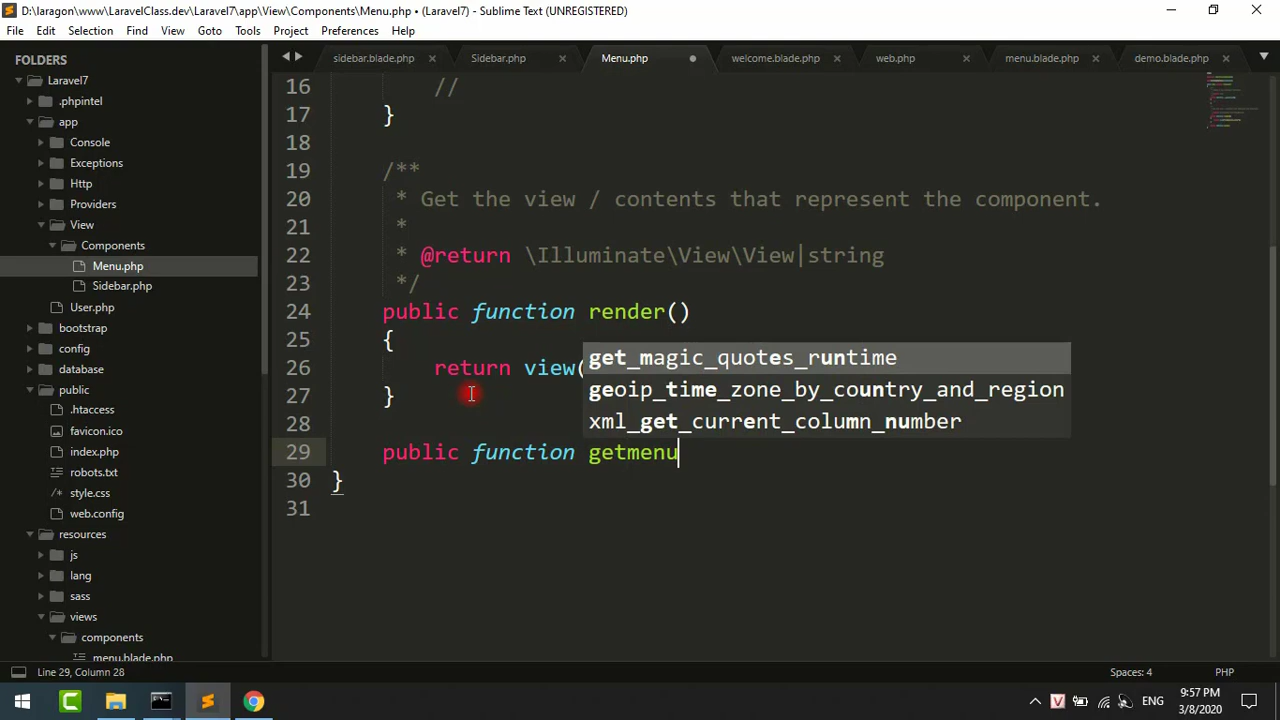 D:\laragon\www\LaravelClass.dev\Laravel7\app\View\Components\Menu.php • (Laravel7) - Sublime Text (UNREGISTERED)
File Edit Selection Find View Goto Tools Project Preferences Help
FOLDERS
Laravel7
.phpintel
app
Console
Exceptions
Http
Providers
View
Components
Menu.php
Sidebar.php
User.php
bootstrap
config
database
public
.htaccess
favicon.ico
index.php
robots.txt
style.css
web.config
resources
js
lang
sass
views
components
menu.blade.php
sidebar.blade.php Sidebar.php Menu.php welcome.blade.php web.php menu.blade.php demo.blade.php
16 //
17 }
18
19 /**
20 * Get the view / contents that represent the component.
21 *
22 * @return \Illuminate\View\View|string
23 */
24 public function render()
25 {
26 return view(
27 }
28
29 public function getmenu
30 }
31
get_magic_quotes_runtime
geoip_time_zone_by_country_and_region
xml_get_current_column_number
Line 29, Column 28 Spaces: 4 PHP
V ENG 9:57 PM
3/8/2020